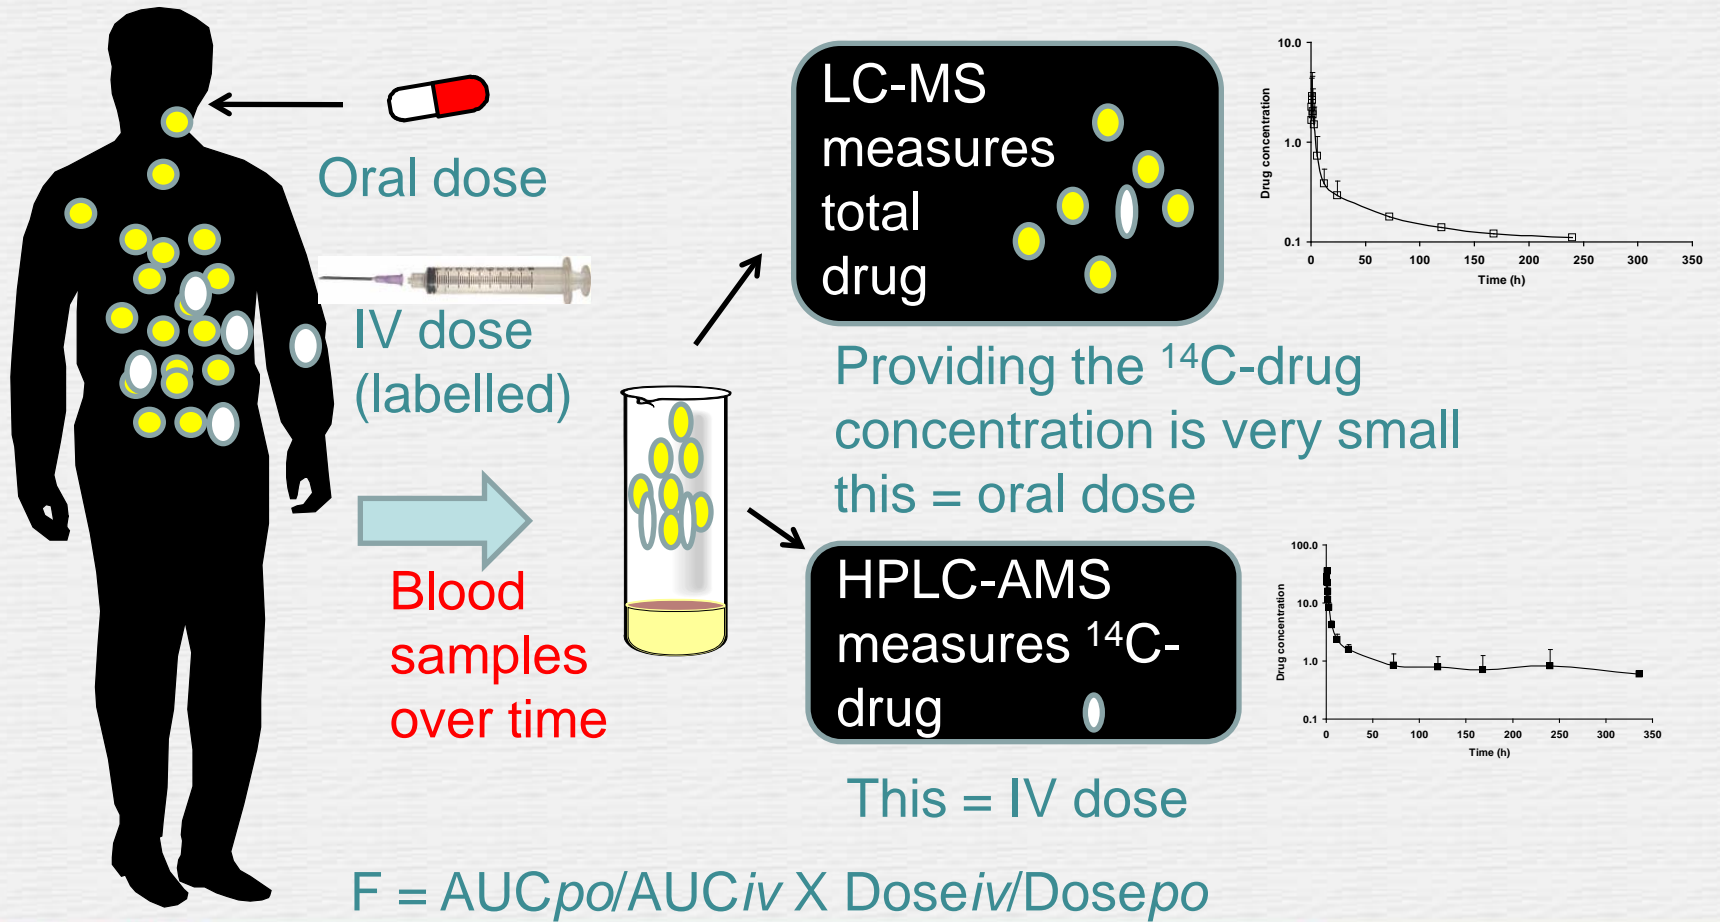 Oral dose
IV dose
(labelled)
Blood
samples
over time
LC-MS
measures
total
drug
Providing the ¹⁴C-drug
concentration is very small
this = oral dose
HPLC-AMS
measures ¹⁴C-
drug
This = IV dose
F = AUCpo/AUCiv X Doseiv/Dosepo
Drug concentration
10.0
1.0
0.1
0 50 100 150 200 250 300 350
Time (h)
Drug concentration
100.0
10.0
1.0
0.1
0 50 100 150 200 250 300 350
Time (h)